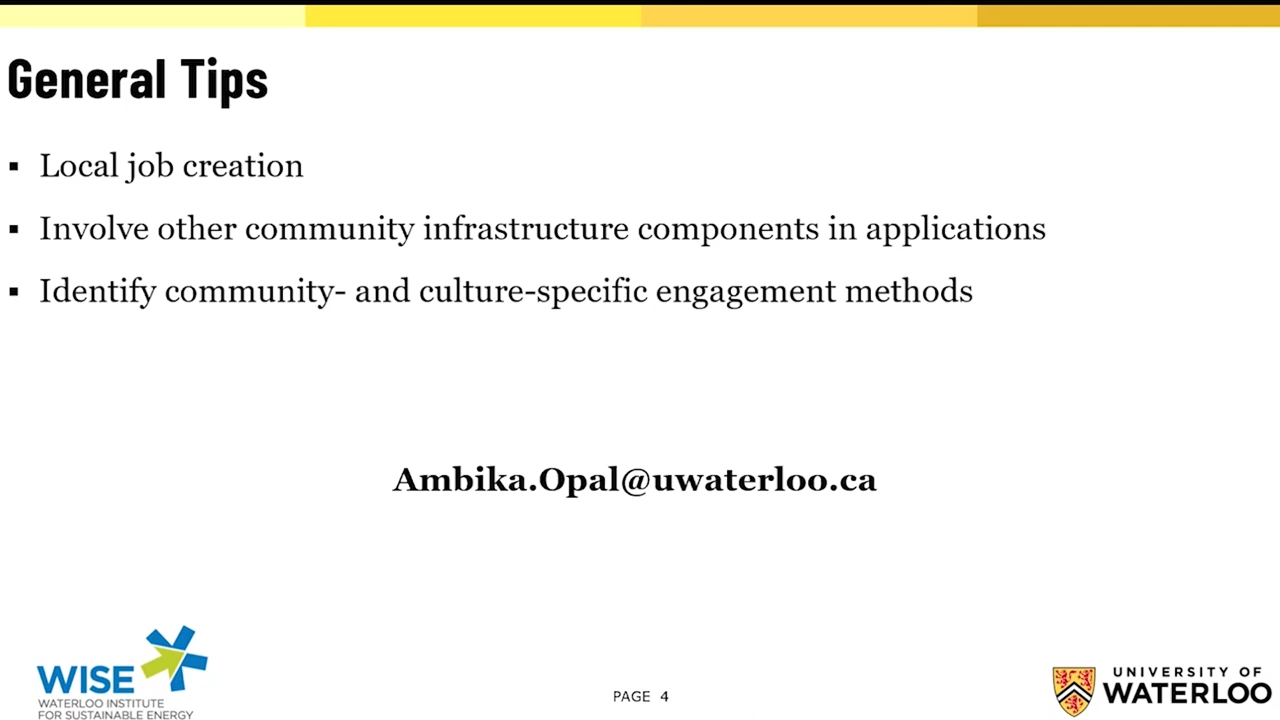 General Tips
▪ Local job creation
▪ Involve other community infrastructure components in applications
▪ Identify community- and culture-specific engagement methods
Ambika.Opal@uwaterloo.ca
WISE
WATERLOO INSTITUTE
FOR SUSTAINABLE ENERGY
PAGE 4
UNIVERSITY OF
WATERLOO